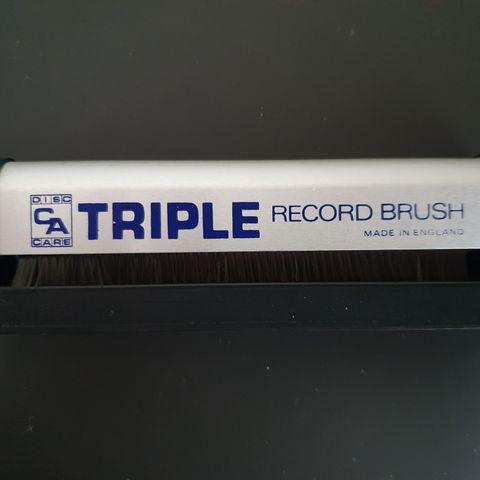 DISC
CA
CARE
TRIPLE RECORD BRUSH
MADE IN ENGLAND